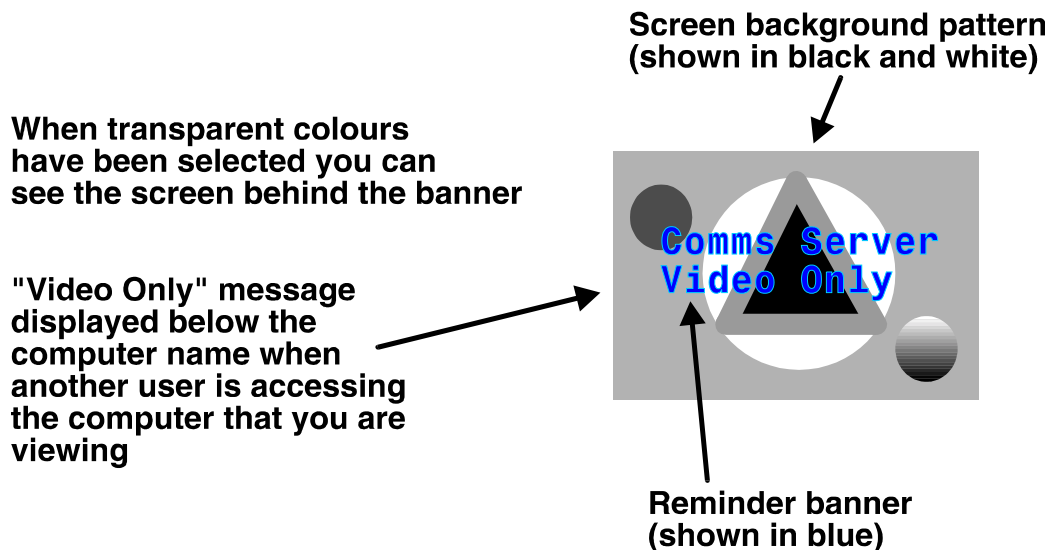 Screen background pattern
(shown in black and white)
When transparent colours
have been selected you can
see the screen behind the banner
"Video Only" message
displayed below the
computer name when
another user is accessing
the computer that you are
viewing
Comms Server
Video Only
Reminder banner
(shown in blue)